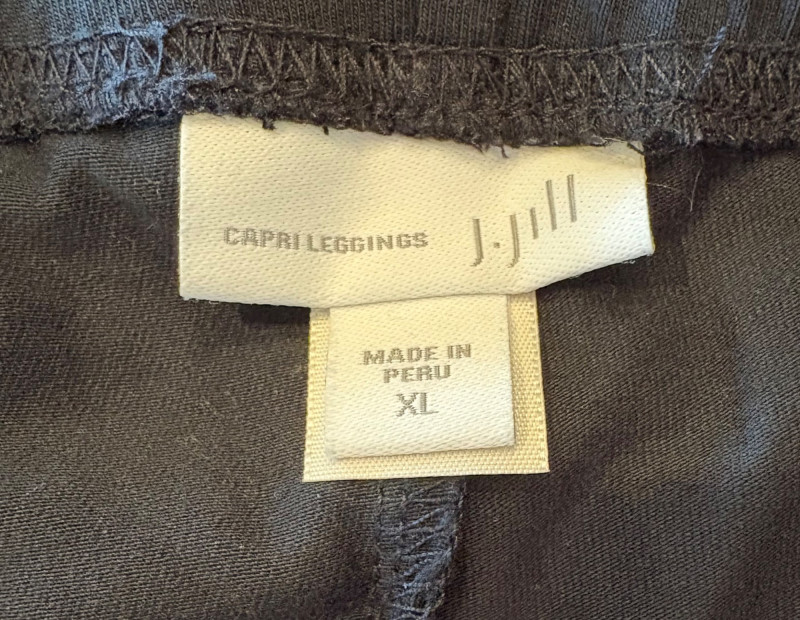 CAPRI LEGGINGS J.Jill
MADE IN
PERU
XL